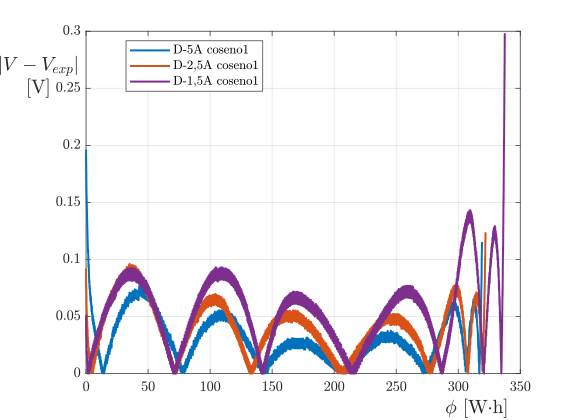 0.3
|V − Vexp|
[V]
0.25
0.2
0.15
0.1
0.05
0
D-5A coseno1
D-2,5A coseno1
D-1,5A coseno1
0 50 100 150 200 250 300 350
ϕ [W·h]